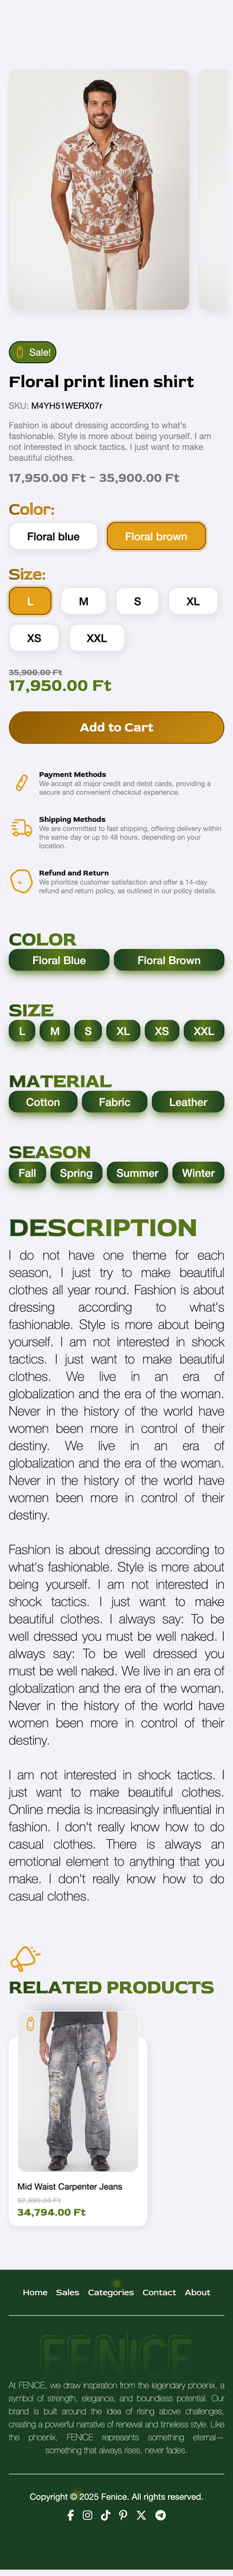 Sale!
Floral print linen shirt
SKU: M4YH51WERX07r
Fashion is about dressing according to what's
fashionable. Style is more about being yourself. I am
not interested in shock tactics. I just want to make
beautiful clothes.
17,950.00 Ft - 35,900.00 Ft
Color:
Floral blue
Floral brown
Size:
L
M
S
XL
XS
XXL
35,900.00 Ft
17,950.00 Ft
Add to Cart
Payment Methods
We accept all major credit and debit cards, providing a
secure and convenient checkout experience.
Shipping Methods
We are committed to fast shipping, offering delivery within
the same day or up to 48 hours, depending on your
location.
Refund and Return
We prioritize customer satisfaction and offer a 14-day
refund and return policy, as outlined in our policy details.
COLOR
Floral Blue
Floral Brown
SIZE
L
M
S
XL
XS
XXL
MATERIAL
Cotton
Fabric
Leather
SEASON
Fall
Spring
Summer
Winter
DESCRIPTION
I do not have one theme for each
season, I just try to make beautiful
clothes all year round. Fashion is about
dressing according to what's
fashionable. Style is more about being
yourself. I am not interested in shock
tactics. I just want to make beautiful
clothes. We live in an era of
globalization and the era of the woman.
Never in the history of the world have
women been more in control of their
destiny. We live in an era of
globalization and the era of the woman.
Never in the history of the world have
women been more in control of their
destiny.
Fashion is about dressing according to
what's fashionable. Style is more about
being yourself. I am not interested in
shock tactics. I just want to make
beautiful clothes. I always say: To be
well dressed you must be well naked. I
always say: To be well dressed you
must be well naked. We live in an era of
globalization and the era of the woman.
Never in the history of the world have
women been more in control of their
destiny.
I am not interested in shock tactics. I
just want to make beautiful clothes.
Online media is increasingly influential in
fashion. I don't really know how to do
casual clothes. There is always an
emotional element to anything that you
make. I don't really know how to do
casual clothes.
RELATED PRODUCTS
Mid Waist Carpenter Jeans
57,990.00 Ft
34,794.00 Ft
Home
Sales
Categories
Contact
About
FENICE
At FENICE, we draw inspiration from the legendary phoenix, a
symbol of strength, elegance, and boundless potential. Our
brand is built around the idea of rising above challenges,
creating a powerful narrative of renewal and timeless style. Like
the phoenix, FENICE represents something eternal—
something that always rises, never fades.
Copyright © 2025 Fenice. All rights reserved.